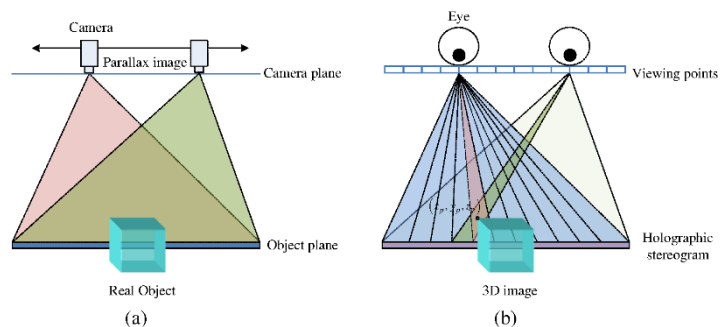 Camera
Parallax image
Camera plane
Object plane
Real Object
(a)
Eye
Viewing points
Holographic
stereogram
3D image
(b)